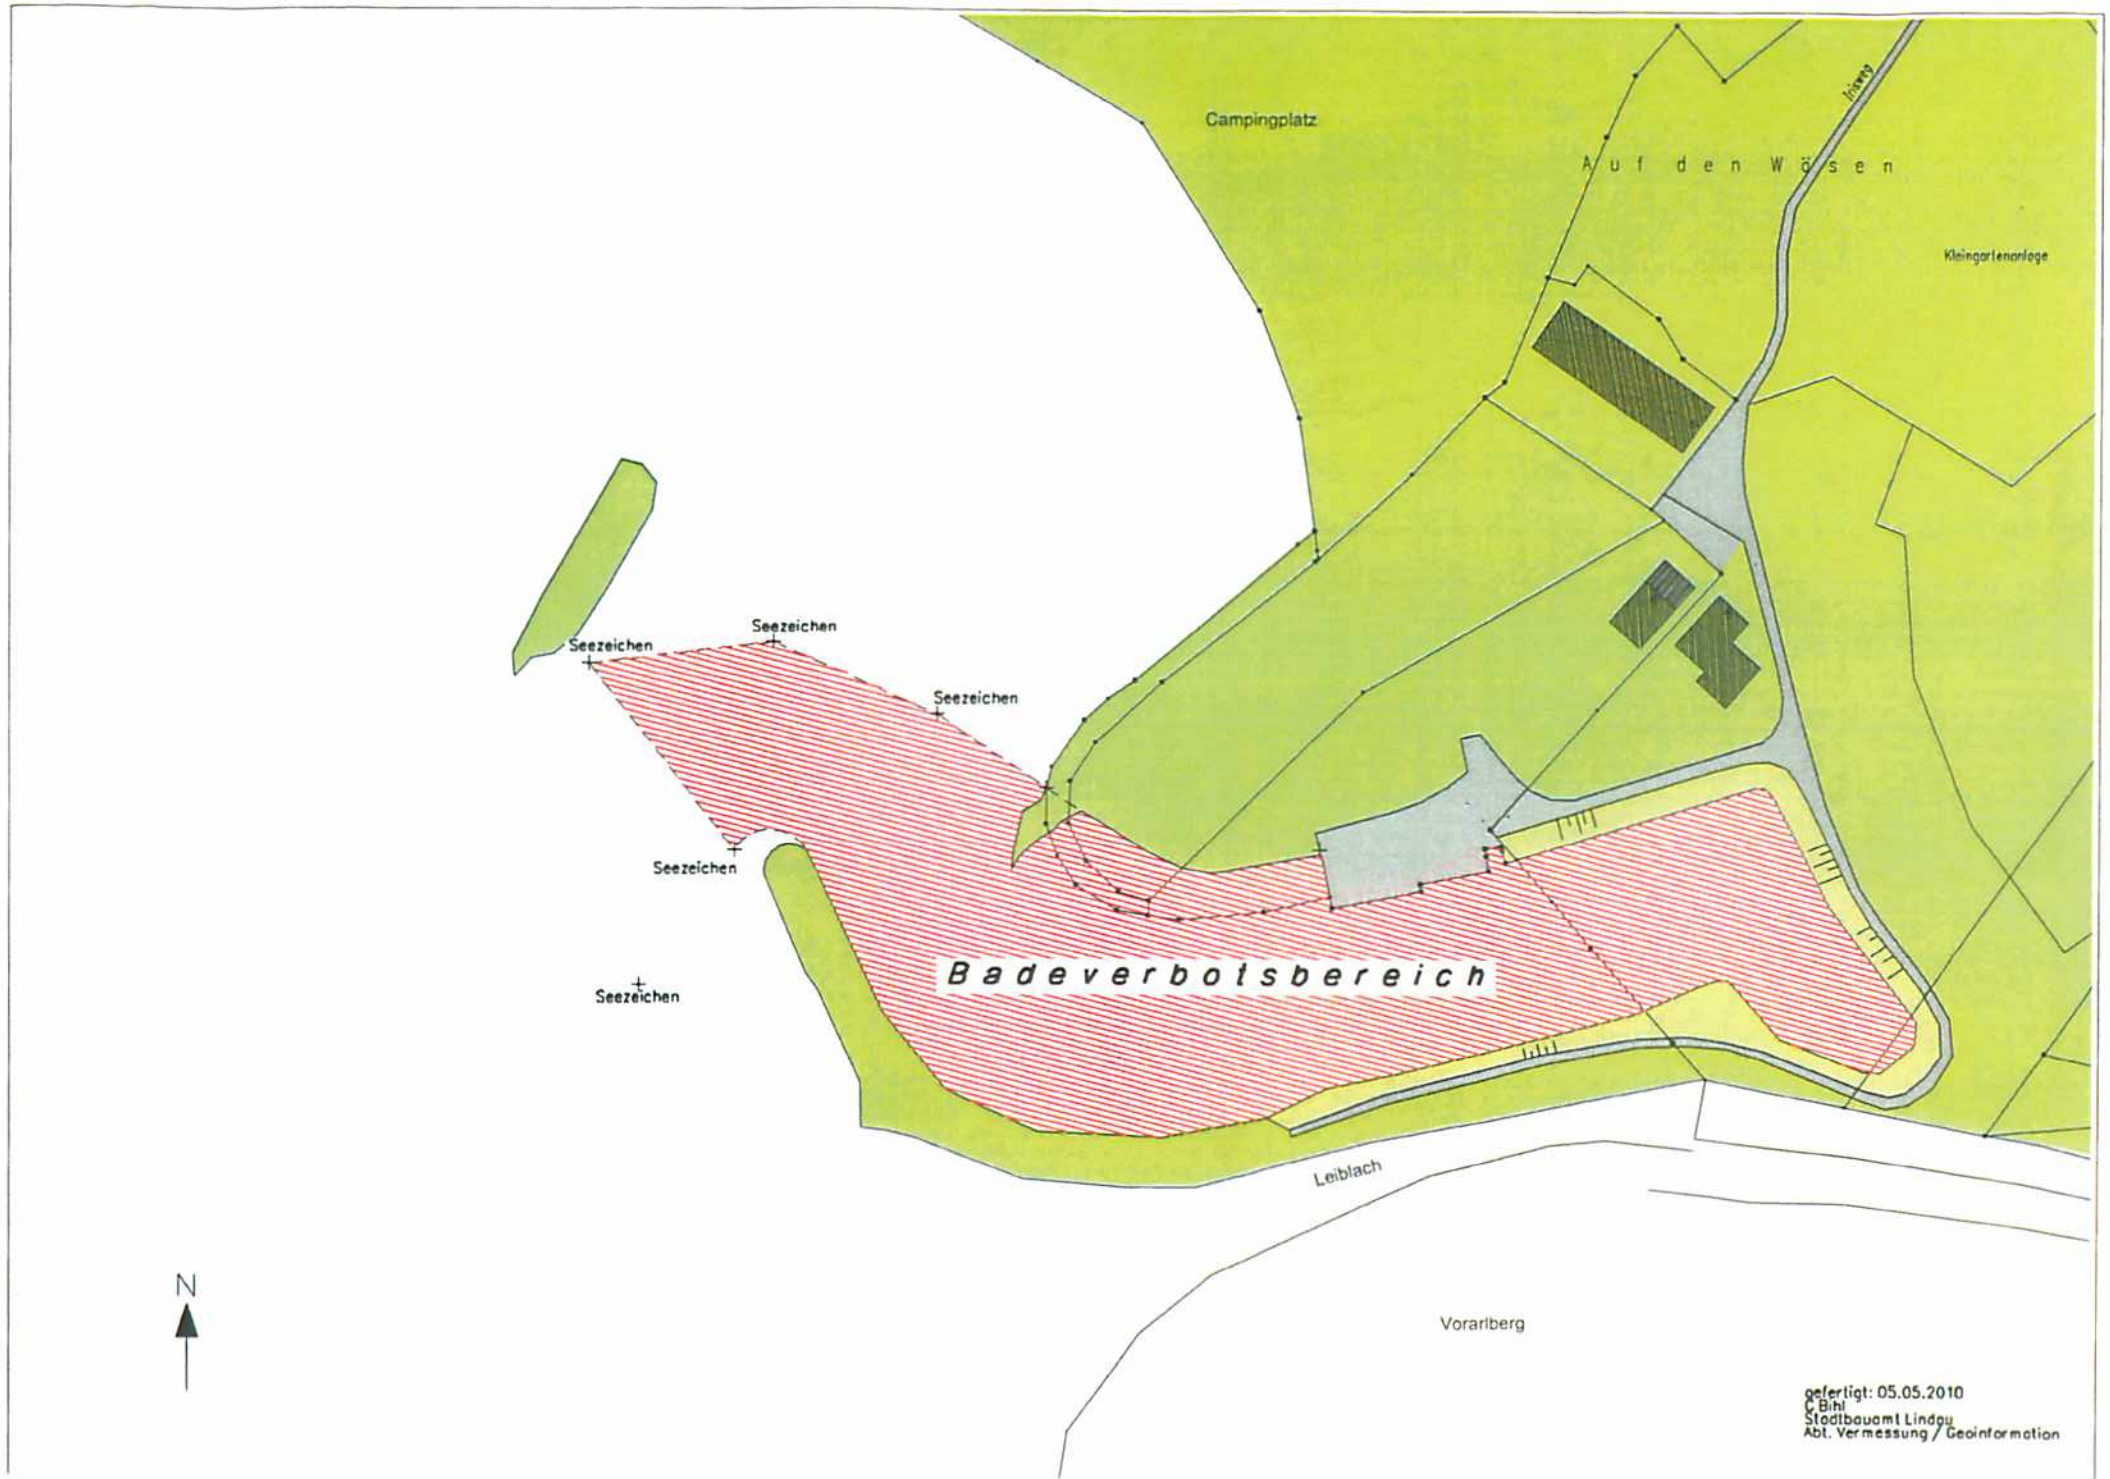 Irisweg
Campingplatz
Auf den Wösen
Kleingartenanlage
Seezeichen
Seezeichen
Seezeichen
Seezeichen
Badeverbotsbereich
Seezeichen
Leiblach
N
Vorarlberg
gefertigt: 05.05.2010
C Bihl
Stadtbauamt Lindau
Abt. Vermessung / Geoinformation